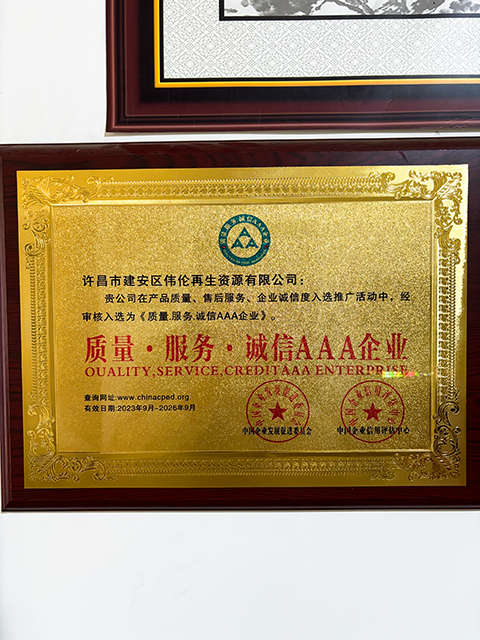 许昌市建安区伟伦再生资源有限公司：
贵公司在产品质量、售后服务、企业诚信度入选推广活动中，经
审核入选为《质量.服务.诚信AAA企业》。
质量·服务·诚信AAA企业
QUALITY,SERVICE,CREDITAAA ENTERPRISE
查询网址:www.chinacped.org
有效日期:2023年9月-2026年9月
中国企业发展促进委员会
中国企业信用评估中心